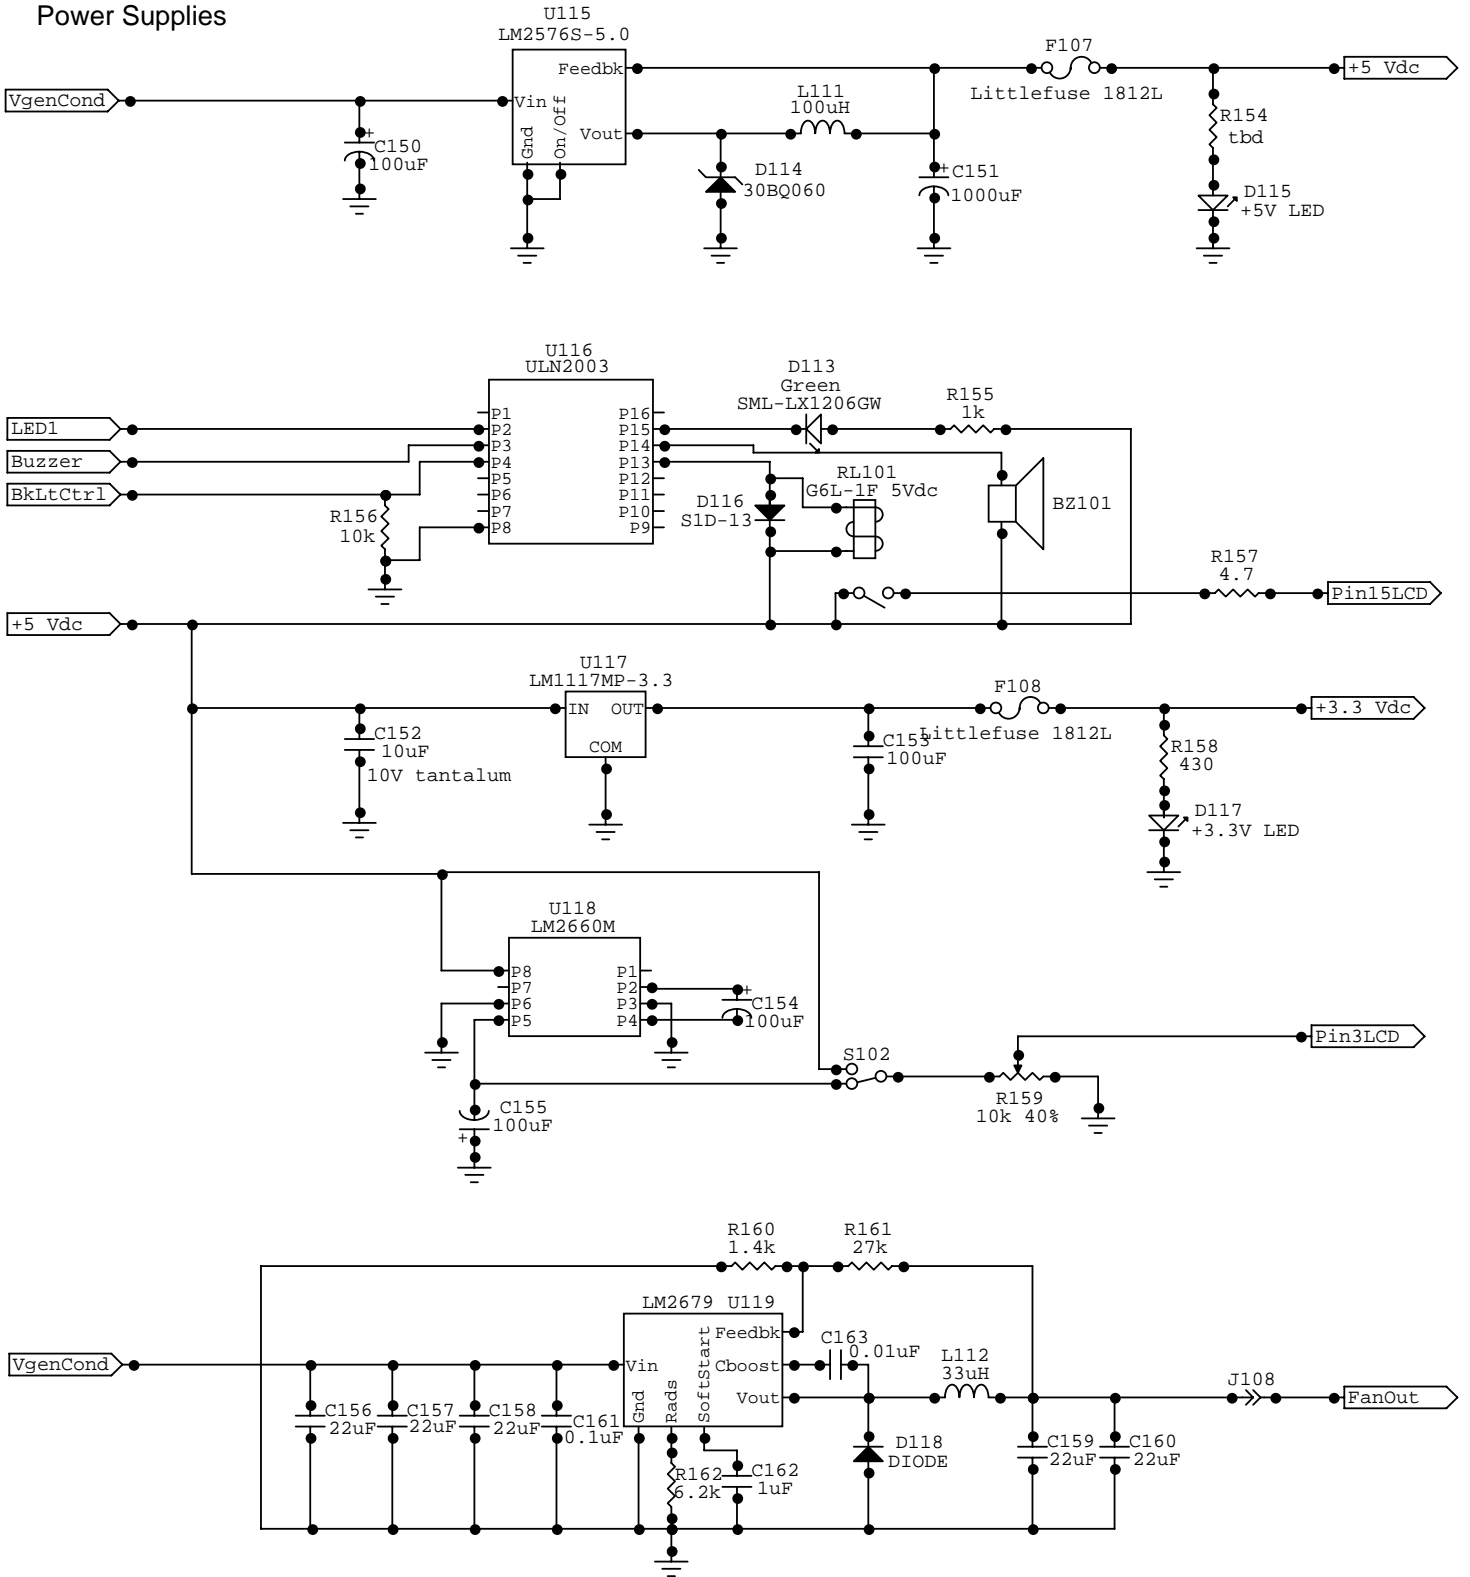 Power Supplies
U115
LM2576S-5.0
F107
Feedbk
+5 Vdc
VgenCond
Vin
L111
100uH
Littlefuse 1812L
Gnd
On/Off
Vout
R154
tbd
C150
100uF
D114
30BQ060
C151
1000uF
D115
+5V LED
U116
ULN2003
D113
Green
SML-LX1206GW
R155
1k
LED1
P1
P2
P3
P4
P5
P6
P7
P8
P16
P15
P14
P13
P12
P11
P10
P9
Buzzer
BkLtCtrl
R156
10k
D116
S1D-13
RL101
G6L-1F 5Vdc
BZ101
R157
4.7
Pin15LCD
+5 Vdc
U117
LM1117MP-3.3
IN OUT
COM
F108
Littlefuse 1812L
+3.3 Vdc
C152
10uF
10V tantalum
C153
100uF
R158
430
D117
+3.3V LED
U118
LM2660M
P8
P7
P6
P5
P1
P2
P3
P4
C154
100uF
C155
100uF
S102
Pin3LCD
R159
10k 40%
R160
1.4k
R161
27k
LM2679 U119
Feedbk
SoftStart
C163
0.01uF
VgenCond
Vin
Cboost
L112
33uH
J108
Gnd
Rads
Vout
FanOut
C156
22uF
C157
22uF
C158
22uF
C161
0.1uF
R162
6.2k
C162
1uF
D118
DIODE
C159
22uF
C160
22uF